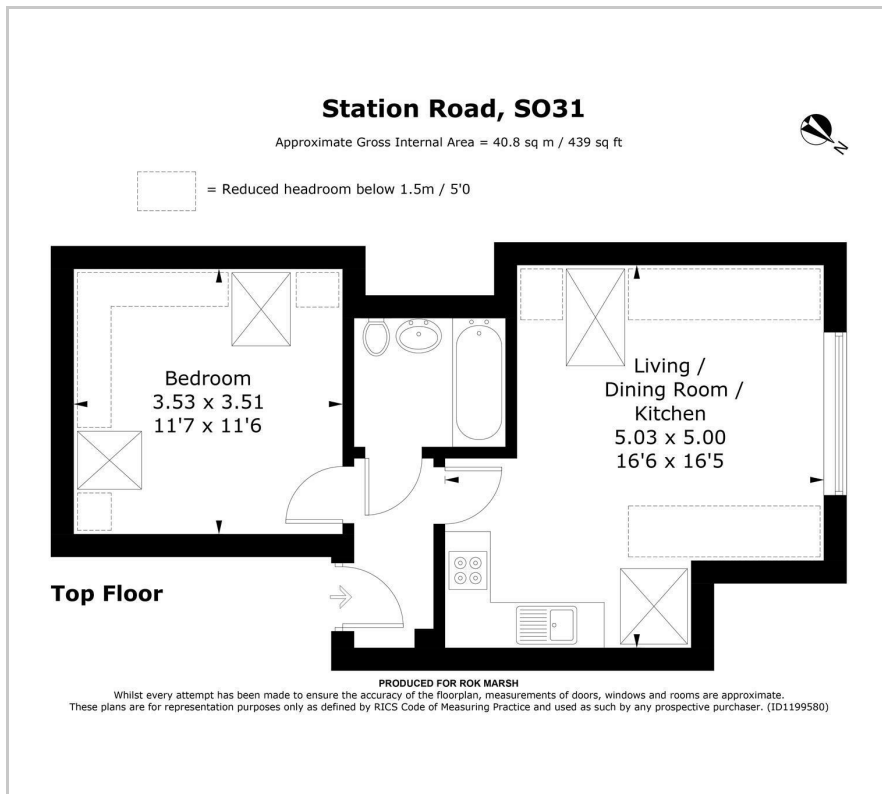 Station Road, SO31
Approximate Gross Internal Area = 40.8 sq m / 439 sq ft
N
= Reduced headroom below 1.5m / 5'0
Bedroom
3.53 x 3.51
11'7 x 11'6
Living /
Dining Room /
Kitchen
5.03 x 5.00
16'6 x 16'5
Top Floor
PRODUCED FOR ROK MARSH
Whilst every attempt has been made to ensure the accuracy of the floorplan, measurements of doors, windows and rooms are approximate.
These plans are for representation purposes only as defined by RICS Code of Measuring Practice and used as such by any prospective purchaser. (ID1199580)